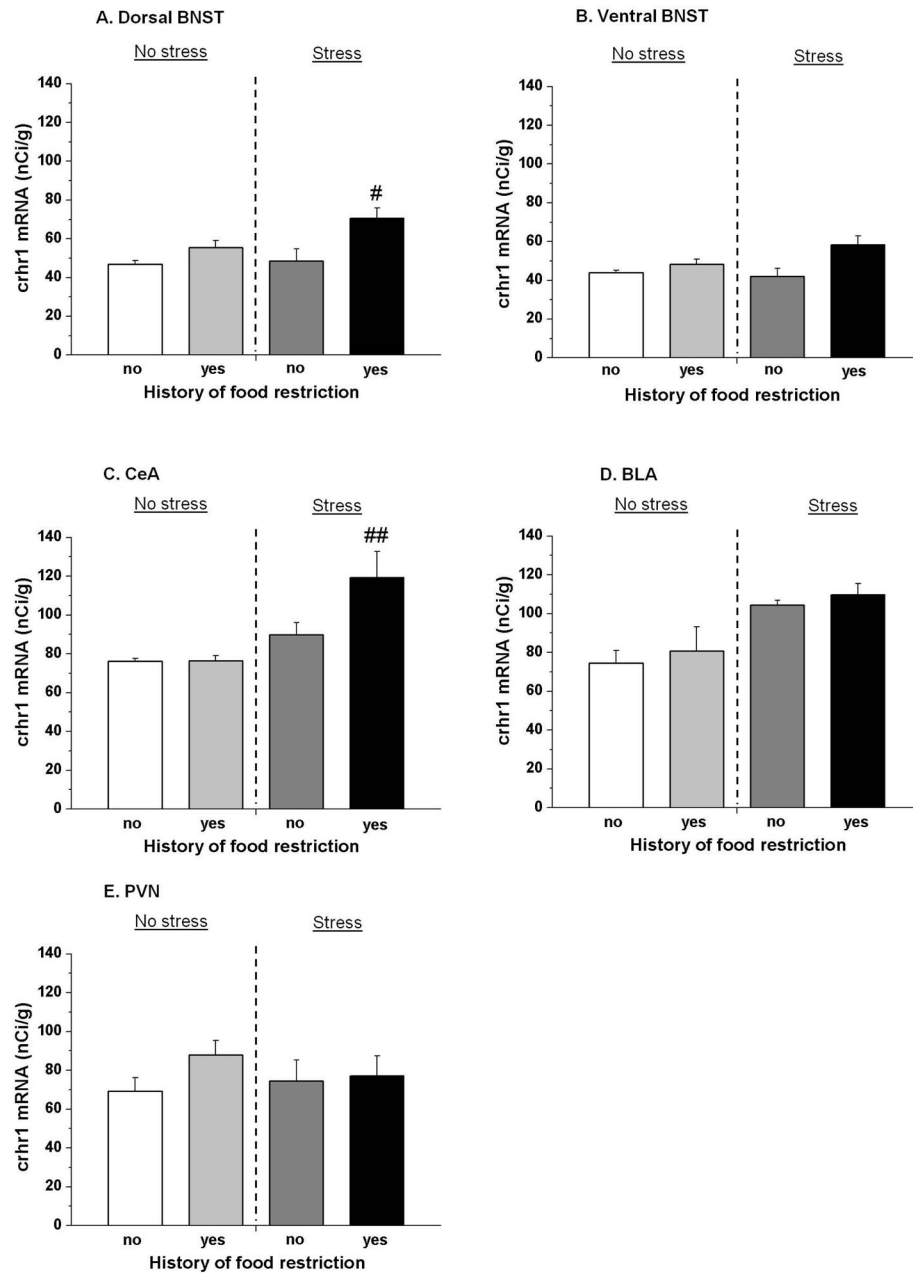 A. Dorsal BNST
No stress Stress
140
120
100
80
60
40
20
0
crhr1 mRNA (nCi/g)
#
no yes no yes
History of food restriction
B. Ventral BNST
No stress Stress
140
120
100
80
60
40
20
0
crhr1 mRNA (nCi/g)
no yes no yes
History of food restriction
C. CeA
No stress Stress
140
120
100
80
60
40
20
0
crhr1 mRNA (nCi/g)
##
no yes no yes
History of food restriction
D. BLA
No stress Stress
140
120
100
80
60
40
20
0
crhr1 mRNA (nCi/g)
no yes no yes
History of food restriction
E. PVN
No stress Stress
140
120
100
80
60
40
20
0
crhr1 mRNA (nCi/g)
no yes no yes
History of food restriction